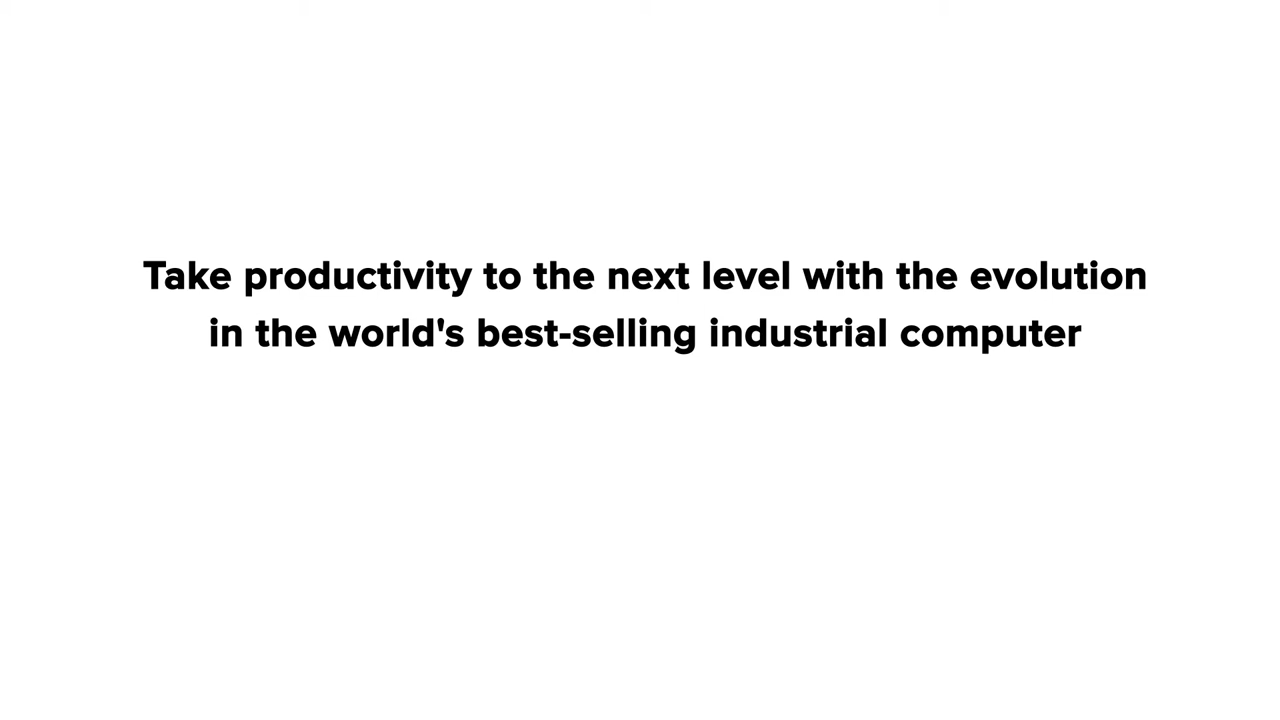 Take productivity to the next level with the evolution
in the world's best-selling industrial computer